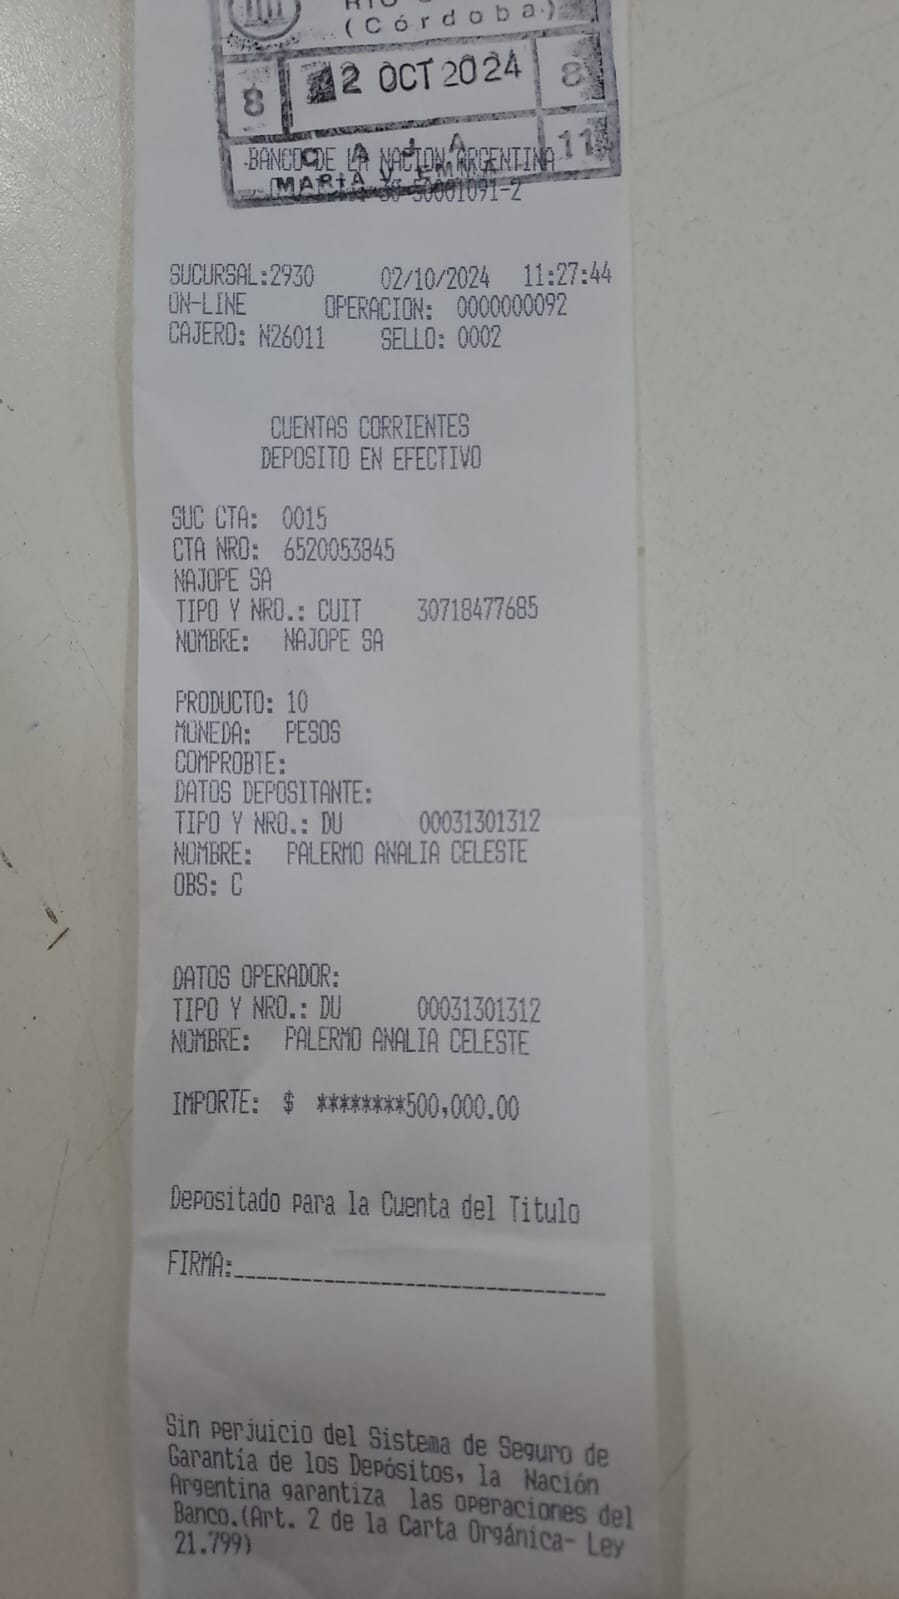 (Córdoba)
8 2 OCT 2024 8
CAJA 11
BANCO DE LA NACION ARGENTINA
MARIA V.
30-50001091-2
SUCURSAL:2930 02/10/2024 11:27:44
ON-LINE OPERACION: 0000000092
CAJERO: N26011 SELLO: 0002
CUENTAS CORRIENTES
DEPOSITO EN EFECTIVO
SUC CTA: 0015
CTA NRO: 6520053845
NAJOPE SA
TIPO Y NRO.: CUIT 30718477685
NOMBRE: NAJOPE SA
PRODUCTO: 10
MONEDA: PESOS
COMPROBTE:
DATOS DEPOSITANTE:
TIPO Y NRO.: DU 00031301312
NOMBRE: PALERMO ANALIA CELESTE
OBS: C
DATOS OPERADOR:
TIPO Y NRO.: DU 00031301312
NOMBRE: PALERMO ANALIA CELESTE
IMPORTE: $ ********500,000.00
Depositado para la Cuenta del Titulo
FIRMA:
Sin perjuicio del Sistema de Seguro de
Garantía de los Depósitos, la Nación
Argentina garantiza las operaciones del
Banco.(Art. 2 de la Carta Orgánica- Ley
21.799)